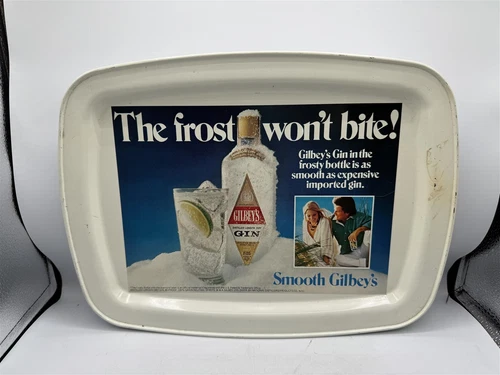 The frost won't bite!
Gilbey's Gin in the
frosty bottle is as
smooth as expensive
imported gin.
GILBEY'S
GIN
Smooth Gilbey's